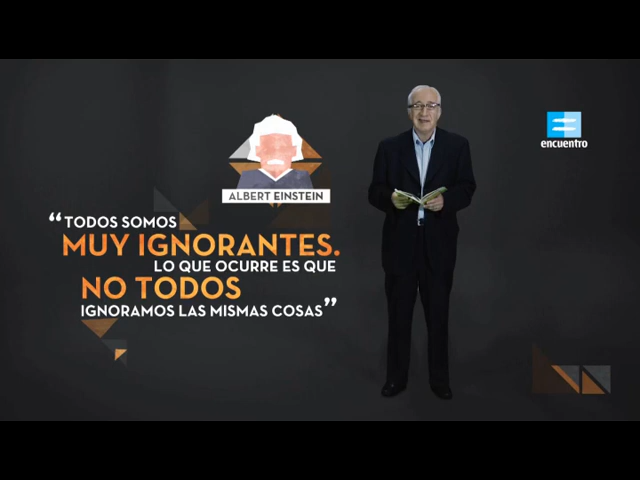 encuentro
ALBERT EINSTEIN
“TODOS SOMOS
MUY IGNORANTES.
LO QUE OCURRE ES QUE
NO TODOS
IGNORAMOS LAS MISMAS COSAS”